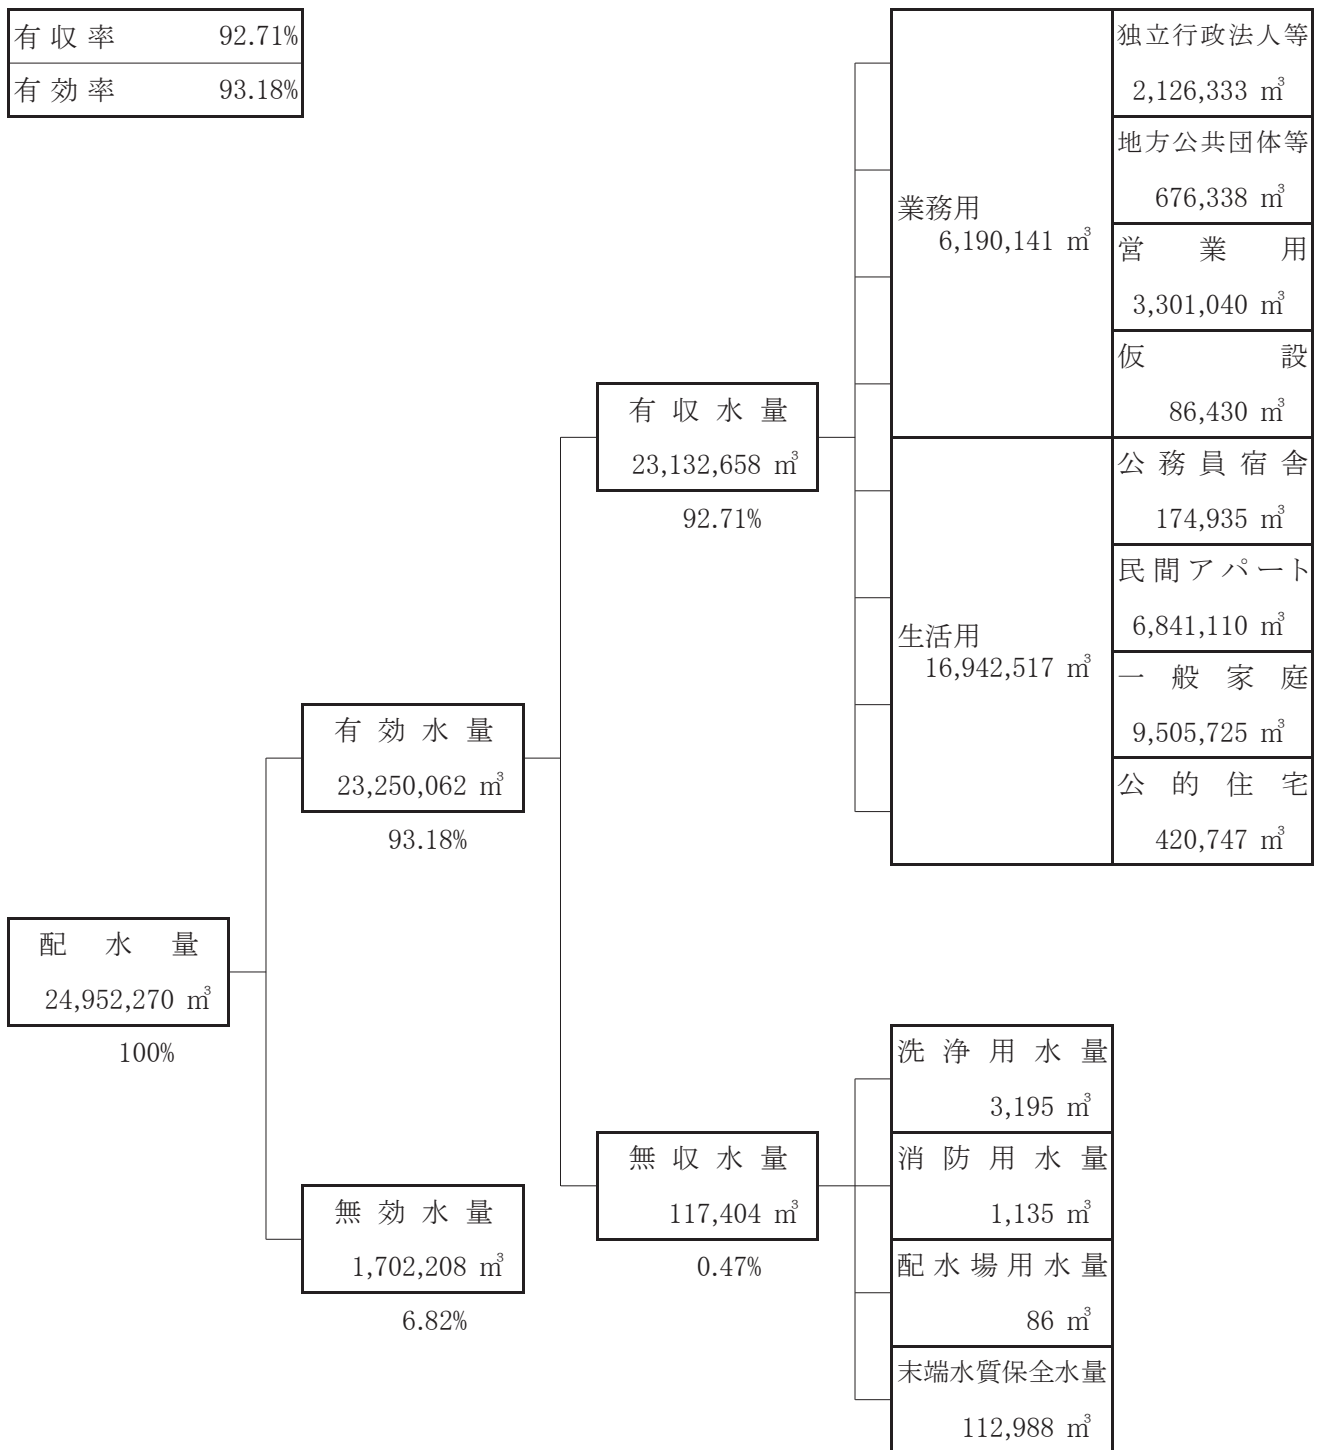 有収率 92.71%
有効率 93.18%
配水量
24,952,270 ㎥
100%
有効水量
23,250,062 ㎥
93.18%
無効水量
1,702,208 ㎥
6.82%
有収水量
23,132,658 ㎥
92.71%
無収水量
117,404 ㎥
0.47%
業務用
6,190,141 ㎥
独立行政法人等
2,126,333 ㎥
地方公共団体等
676,338 ㎥
営業用
3,301,040 ㎥
仮設
86,430 ㎥
生活用
16,942,517 ㎥
公務員宿舎
174,935 ㎥
民間アパート
6,841,110 ㎥
一般家庭
9,505,725 ㎥
公的住宅
420,747 ㎥
洗浄用水量
3,195 ㎥
消防用水量
1,135 ㎥
配水場用水量
86 ㎥
末端水質保全水量
112,988 ㎥